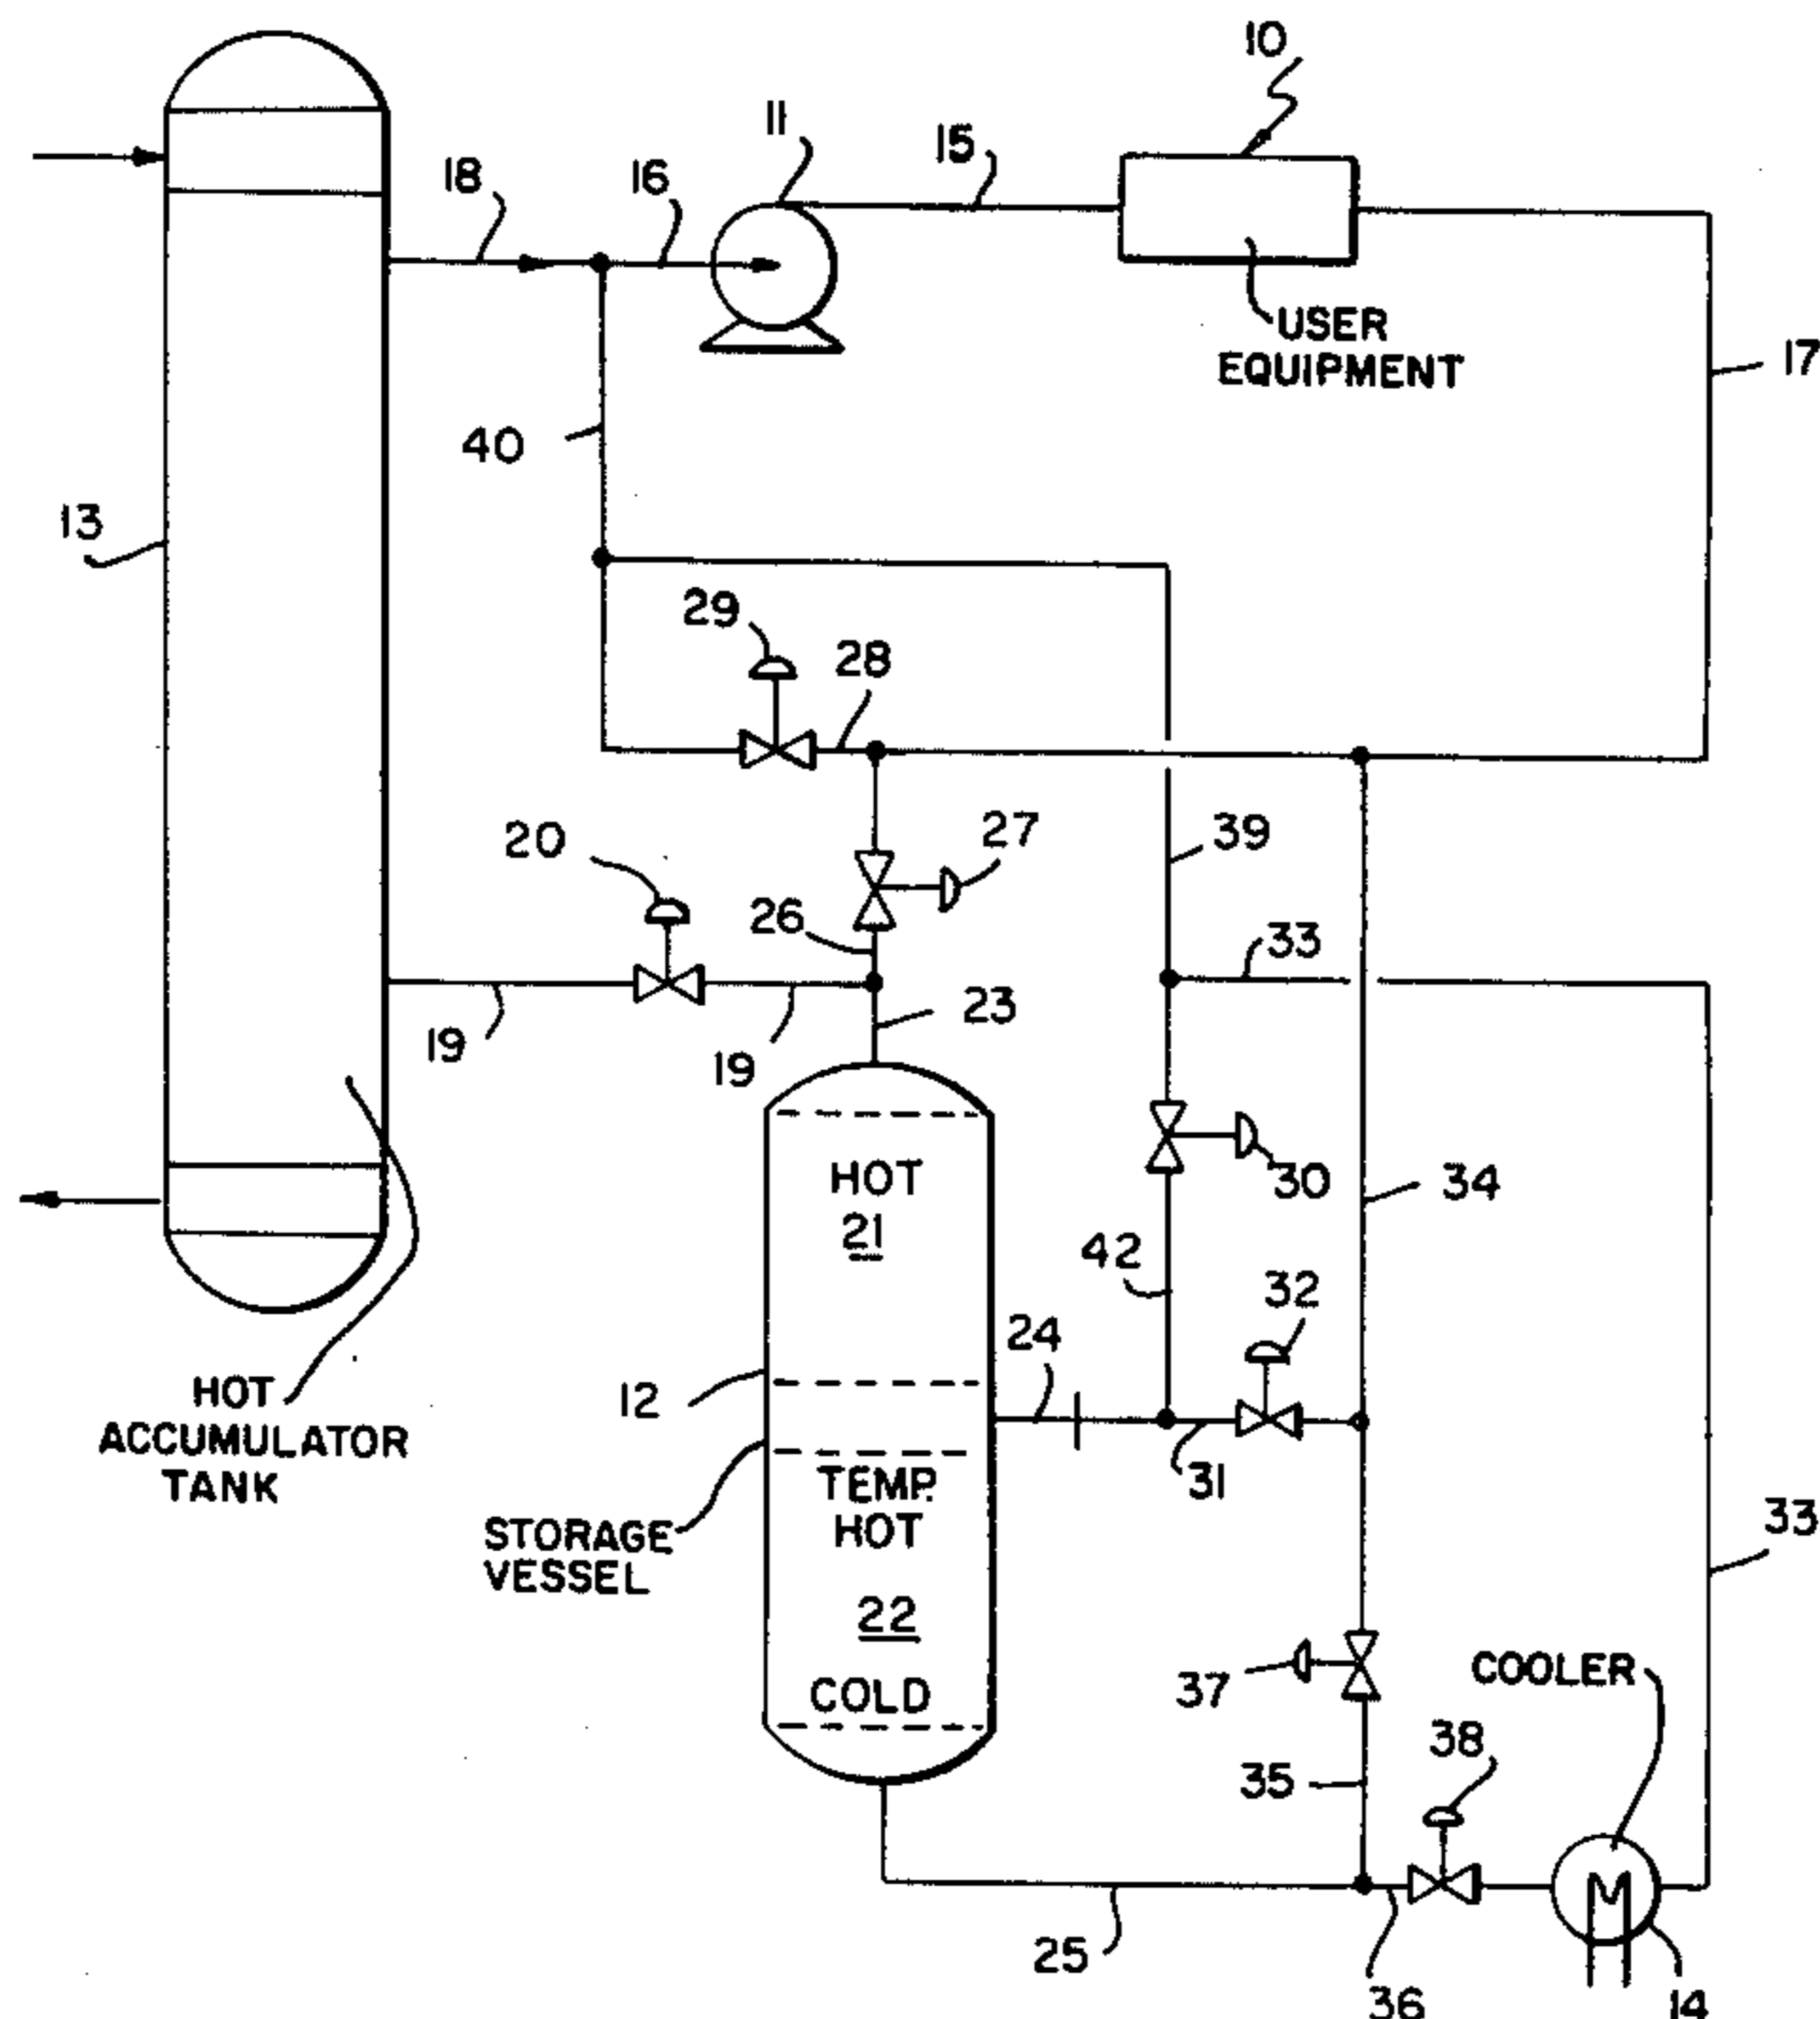 10
11
15
18
16
USER
EQUIPMENT
17
40
13
29
28
20
27
39
26
33
19
19
23
HOT
21
30
34
42
32
24
12
HOT
ACCUMULATOR
TANK
31
TEMP.
HOT
STORAGE
VESSEL
33
22
COLD
37
COOLER
38
35
25
36
14